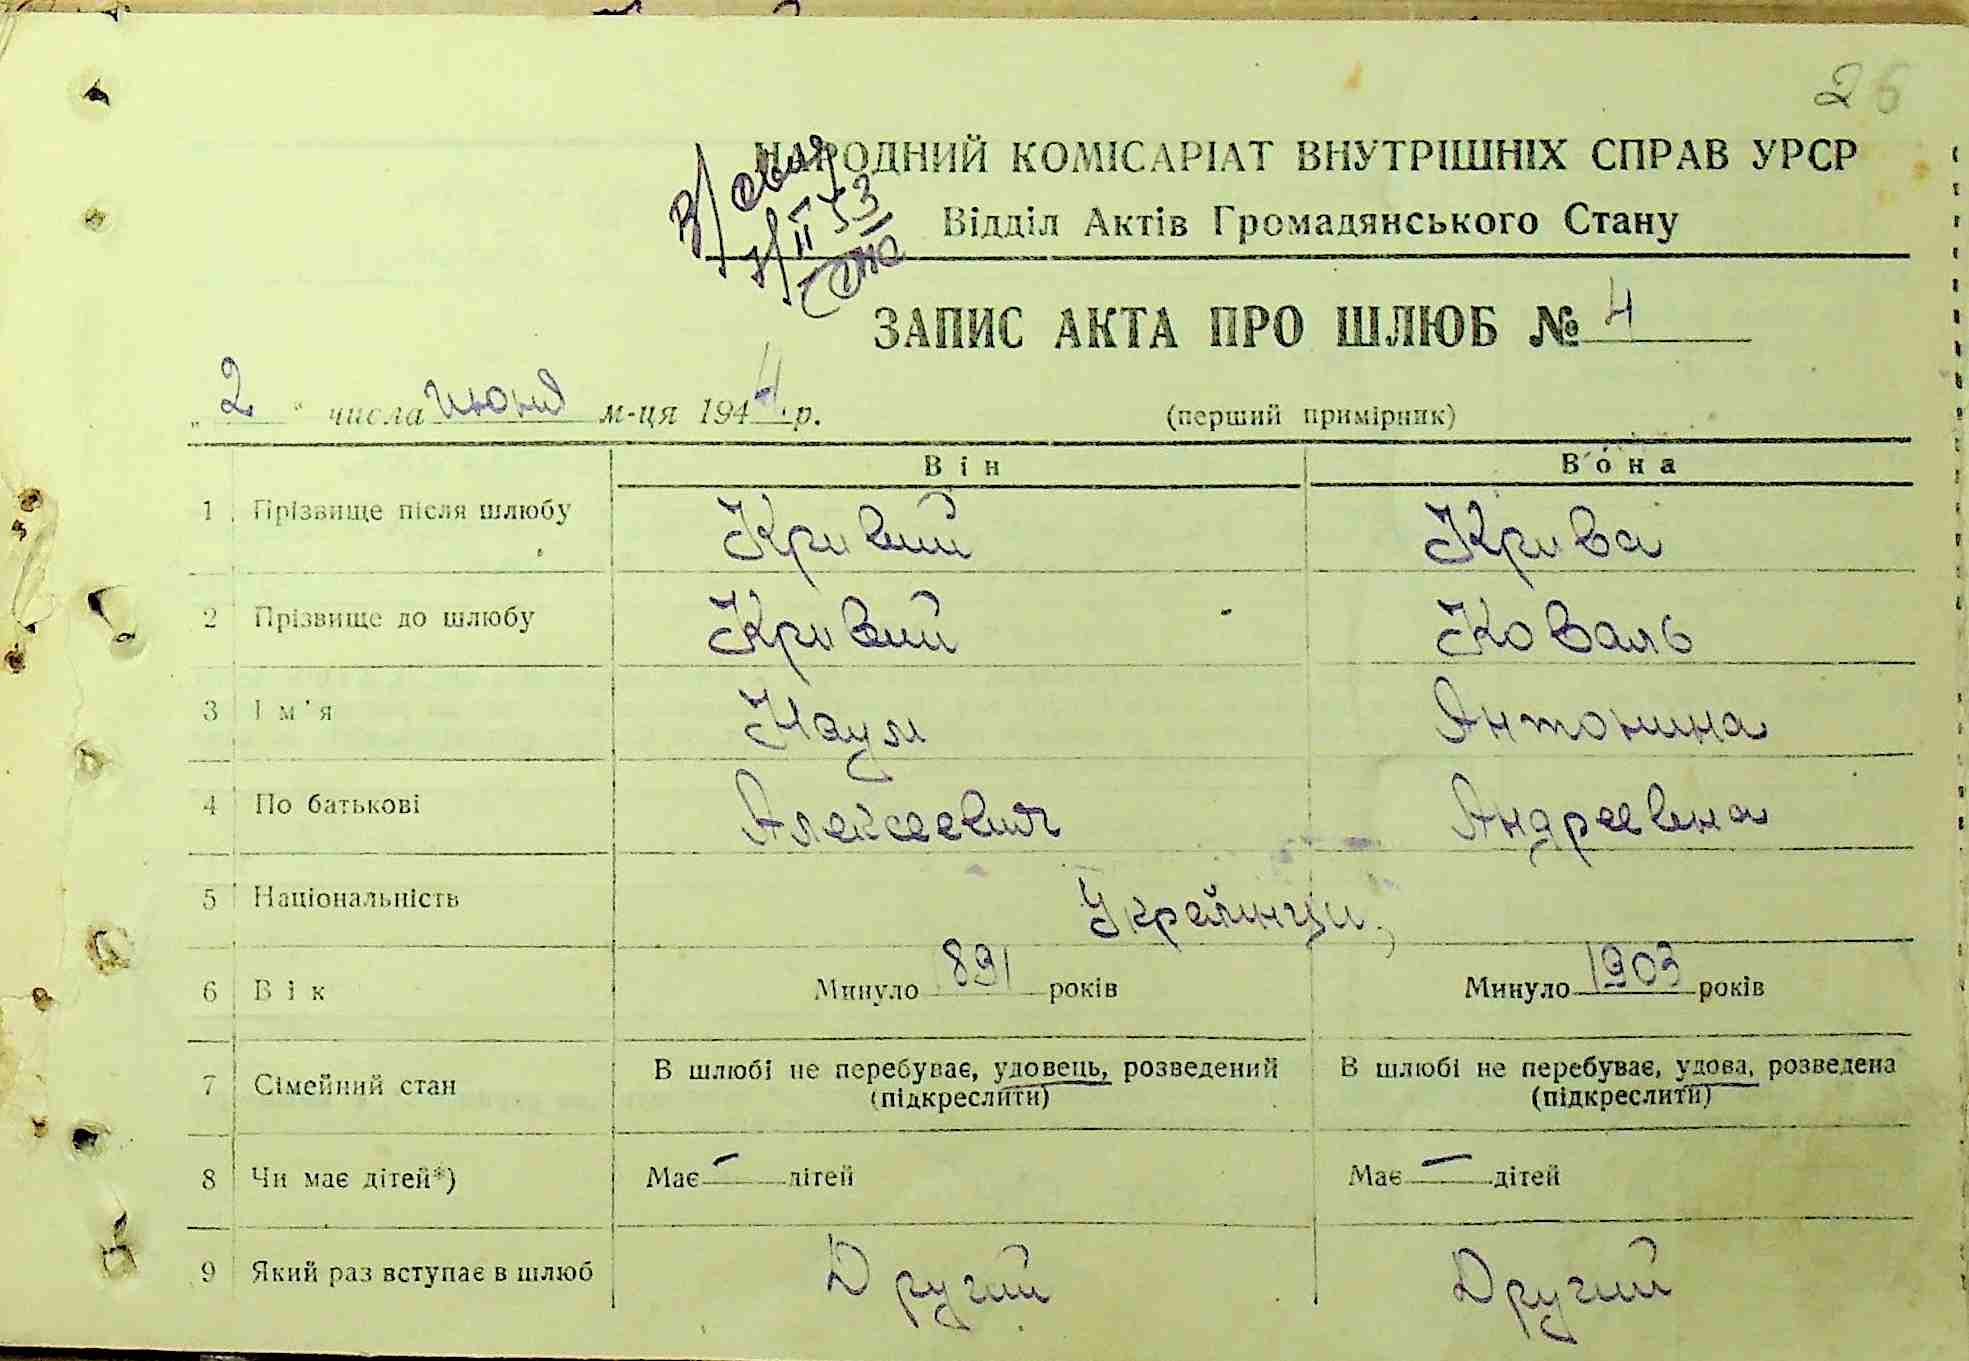 26
НАРОДНИЙ КОМІСАРІАТ ВНУТРІШНІХ СПРАВ УРСР
Відділ Актів Громадянського Стану
ЗАПИС АКТА ПРО ШЛЮБ № 4
„2“ числа июня м-ця 1944 р. (перший примірник)
Він Вона
1 Прізвище після шлюбу Кривий Крива
2 Прізвище до шлюбу Кривий Коваль
3 Ім'я Наум Антонина
4 По батькові Алексеевич Андреевна
5 Національність Украйинци
6 Вік Минуло 891 років Минуло 1903 років
7 Сімейний стан В шлюбі не перебуває, удовець, розведений (підкреслити) В шлюбі не перебуває, удова, розведена (підкреслити)
8 Чи має дітей*) Має — дітей Має — дітей
9 Який раз вступає в шлюб Другий Другий